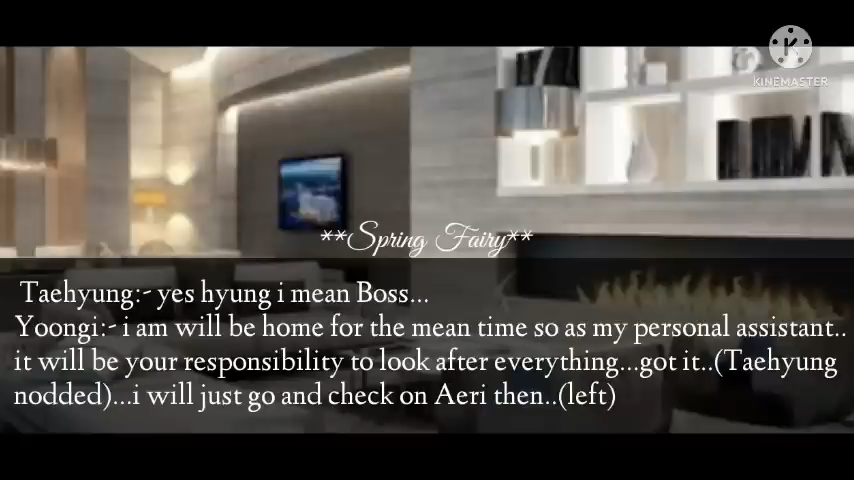 KINEMASTER
**Spring Fairy**
Taehyung:- yes hyung i mean Boss...
Yoongi:- i am will be home for the mean time so as my personal assistant..
it will be your responsibility to look after everything...got it..(Taehyung
nodded)...i will just go and check on Aeri then..(left)